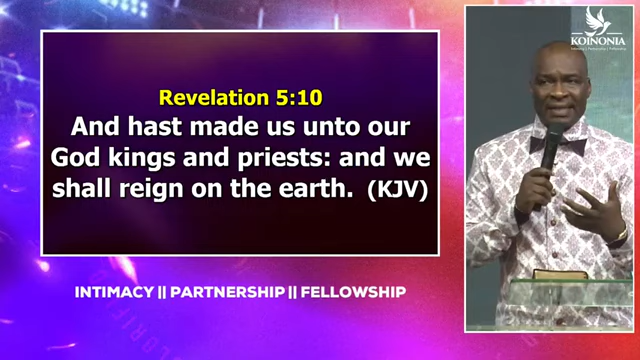 Revelation 5:10
And hast made us unto our
God kings and priests: and we
shall reign on the earth. (KJV)
INTIMACY || PARTNERSHIP || FELLOWSHIP
KOINONIA